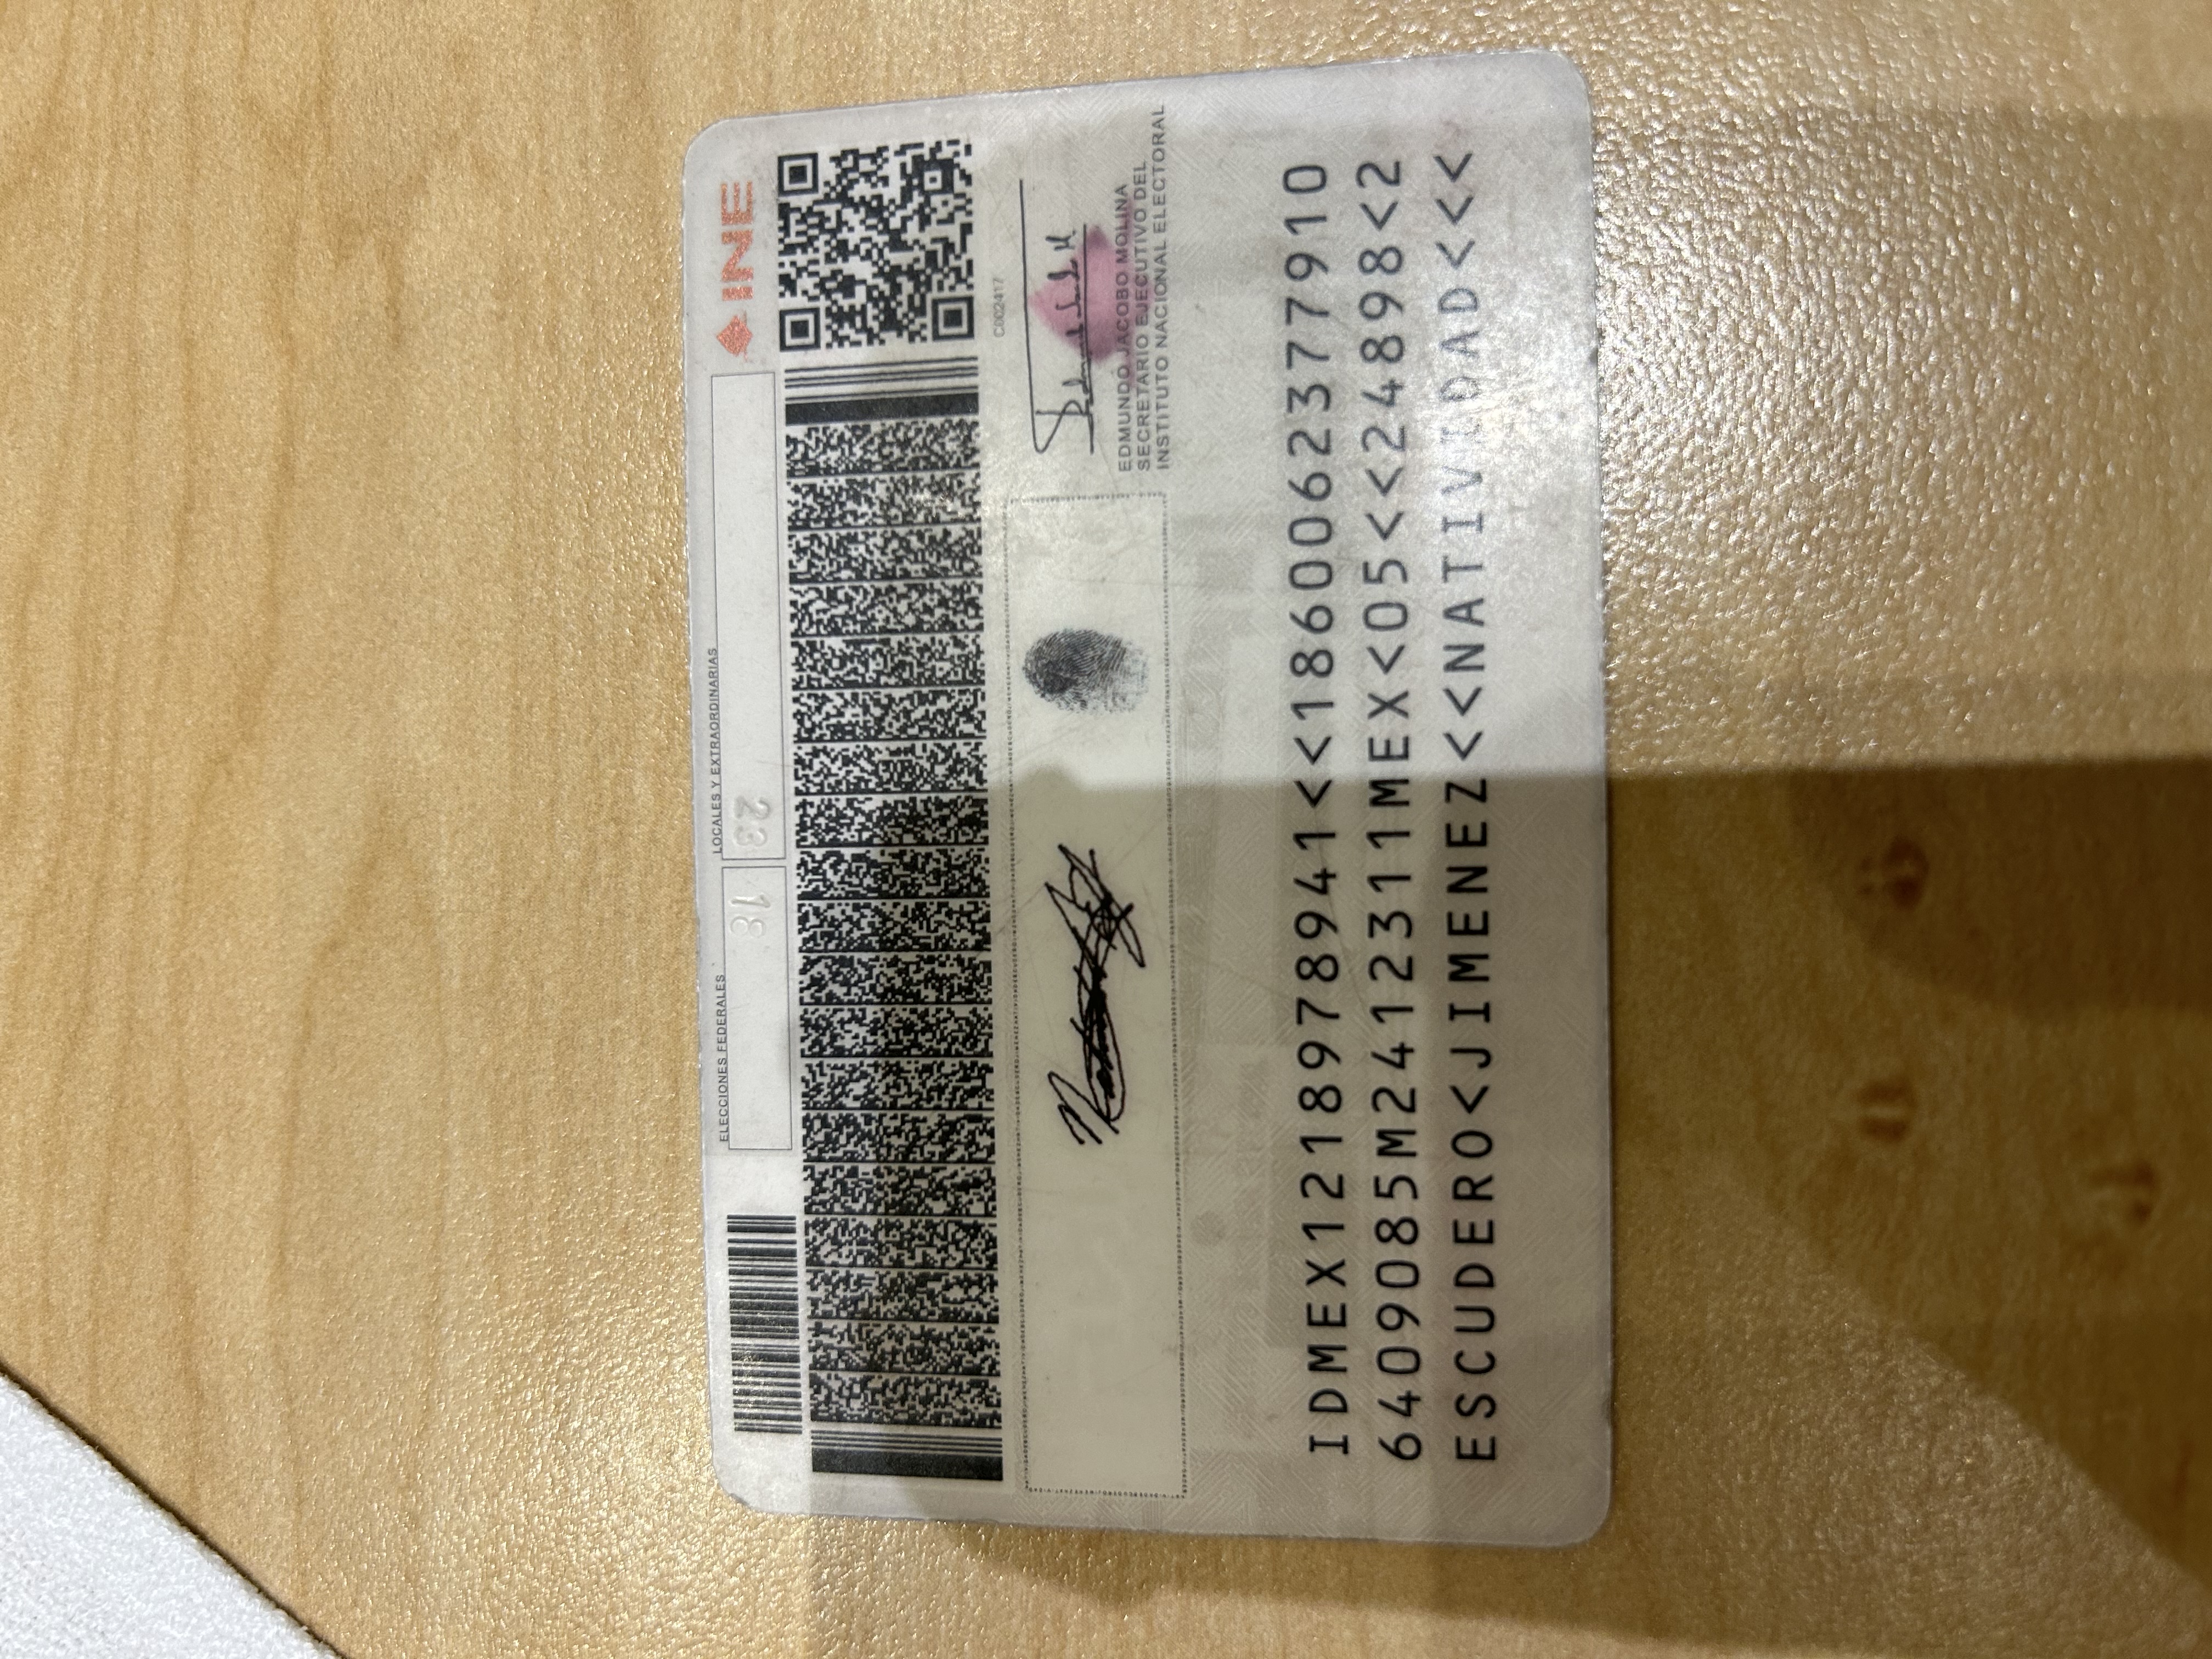 ELECCIONES FEDERALES
LOCALES Y EXTRAORDINARIAS
INE
18
23
C002417
EDMUNDO JACOBO MOLINA
SECRETARIO EJECUTIVO DEL
INSTITUTO NACIONAL ELECTORAL
IDMEX1218978941<<1860062377910
6409085M2412311MEX<05<<24898<2
ESCUDERO<JIMENEZ<<NATIVIDAD<<<